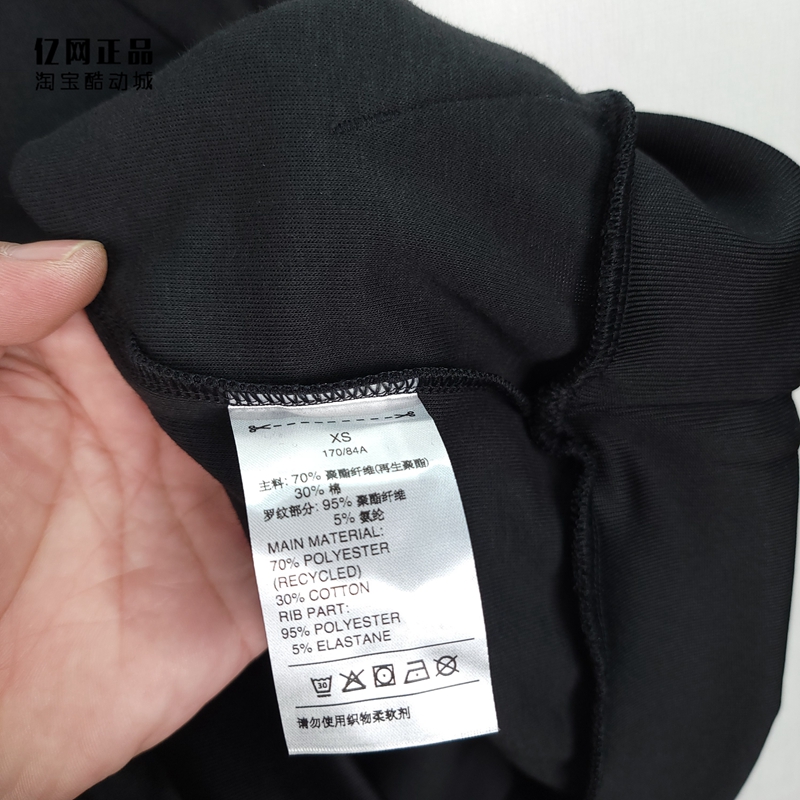 亿网正品
淘宝酷动城
XS
170/84A
主料: 70% 聚酯纤维(再生聚酯)
30% 棉
罗纹部分: 95% 聚酯纤维
5% 氨纶
MAIN MATERIAL:
70% POLYESTER
(RECYCLED)
30% COTTON
RIB PART:
95% POLYESTER
5% ELASTANE
30
请勿使用织物柔软剂